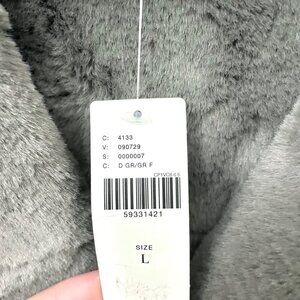 C: 4133
V: 090729
S: 0000007
C: D GR/GR F
59331421
SIZE
L